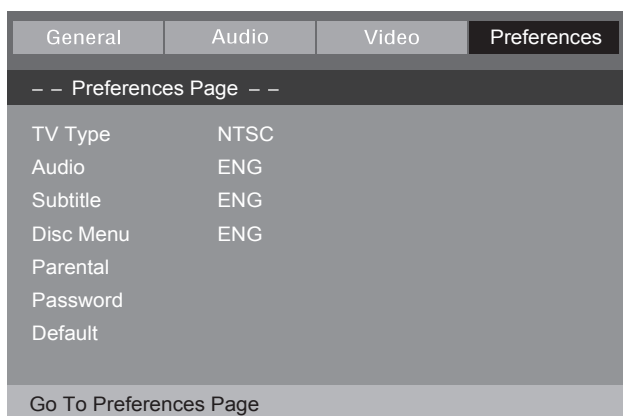 General Audio Video Preferences
– – Preferences Page – –
TV Type NTSC
Audio ENG
Subtitle ENG
Disc Menu ENG
Parental
Password
Default
Go To Preferences Page